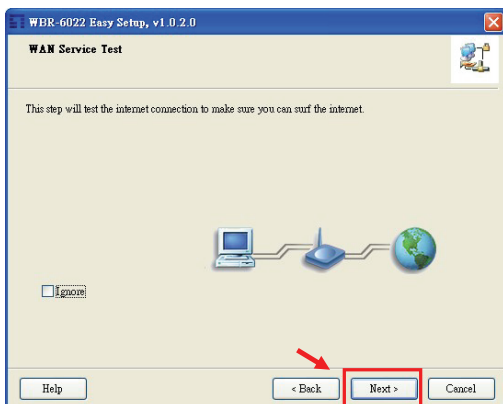 WBR-6022 Easy Setup, v1.0.2.0
WAN Service Test
This step will test the internet connection to make sure you can surf the internet.
Ignore
Help
< Back
Next >
Cancel